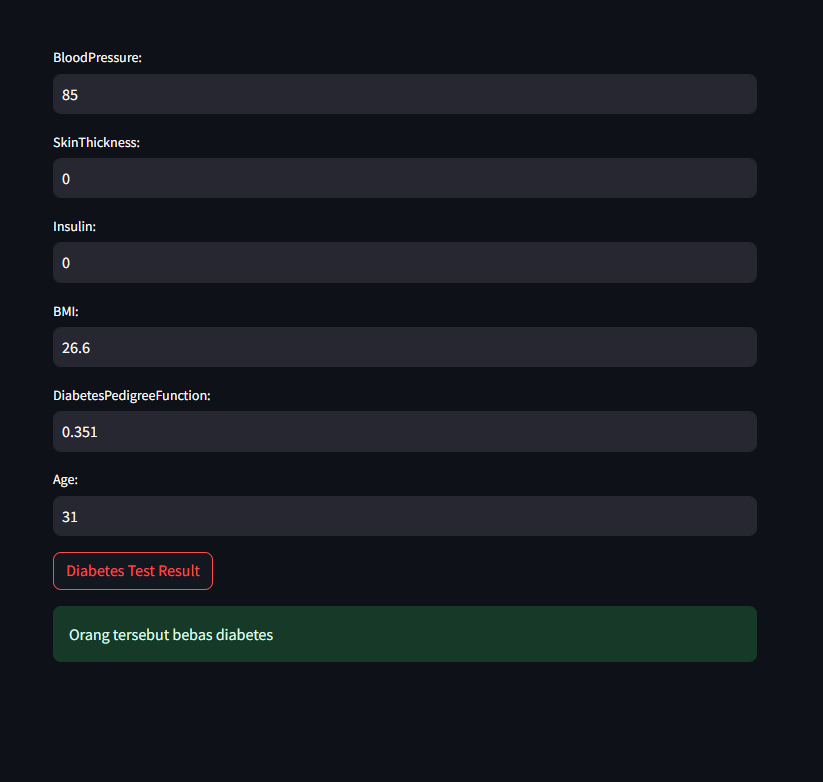 BloodPressure:
85
SkinThickness:
0
Insulin:
0
BMI:
26.6
DiabetesPedigreeFunction:
0.351
Age:
31
Diabetes Test Result
Orang tersebut bebas diabetes